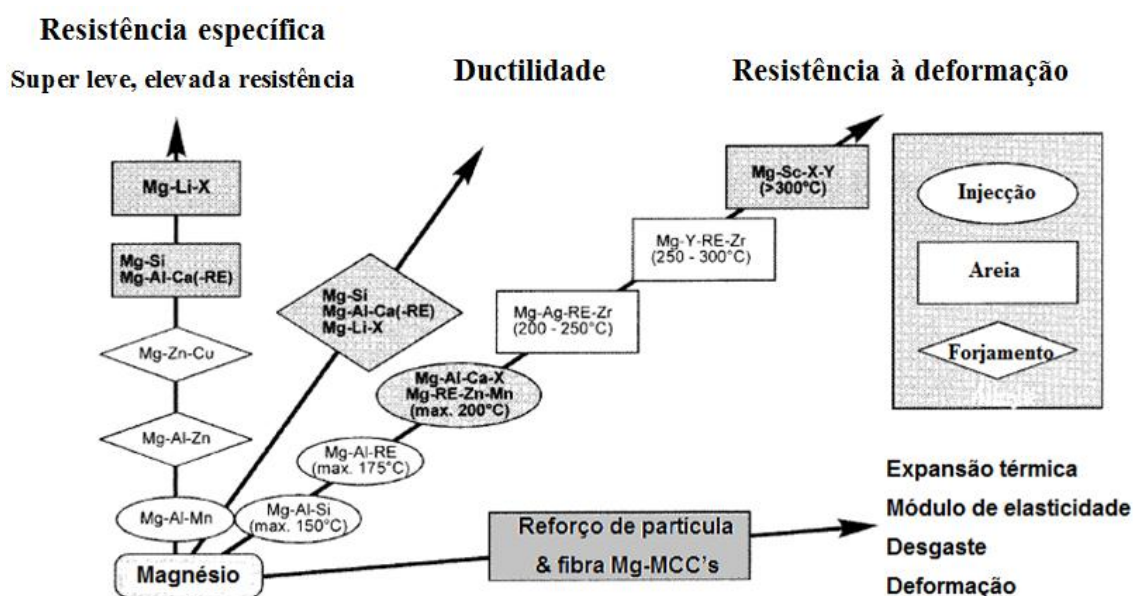 Resistência específica
Super leve, elevada resistência
Ductilidade
Resistência à deformação
Mg-Li-X
Mg-Si
Mg-Al-Ca(-RE)
Mg-Zn-Cu
Mg-Al-Zn
Mg-Al-Mn
Magnésio
Mg-Si
Mg-Al-Ca(-RE)
Mg-Li-X
Mg-Sc-X-Y
(>300°C)
Mg-Y-RE-Zr
(250 - 300°C)
Mg-Ag-RE-Zr
(200 - 250°C)
Mg-Al-Ca-X
Mg-RE-Zn-Mn
(max. 200°C)
Mg-Al-RE
(max. 175°C)
Mg-Al-Si
(max. 150°C)
Reforço de partícula
& fibra Mg-MCC's
Injecção
Areia
Forjamento
Expansão térmica
Módulo de elasticidade
Desgaste
Deformação